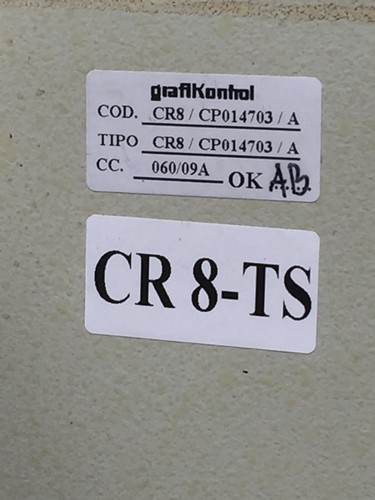 grafiKontrol
COD. CR8 / CP014703 / A
TIPO CR8 / CP014703 / A
CC. 060/09A OK AB
CR 8-TS